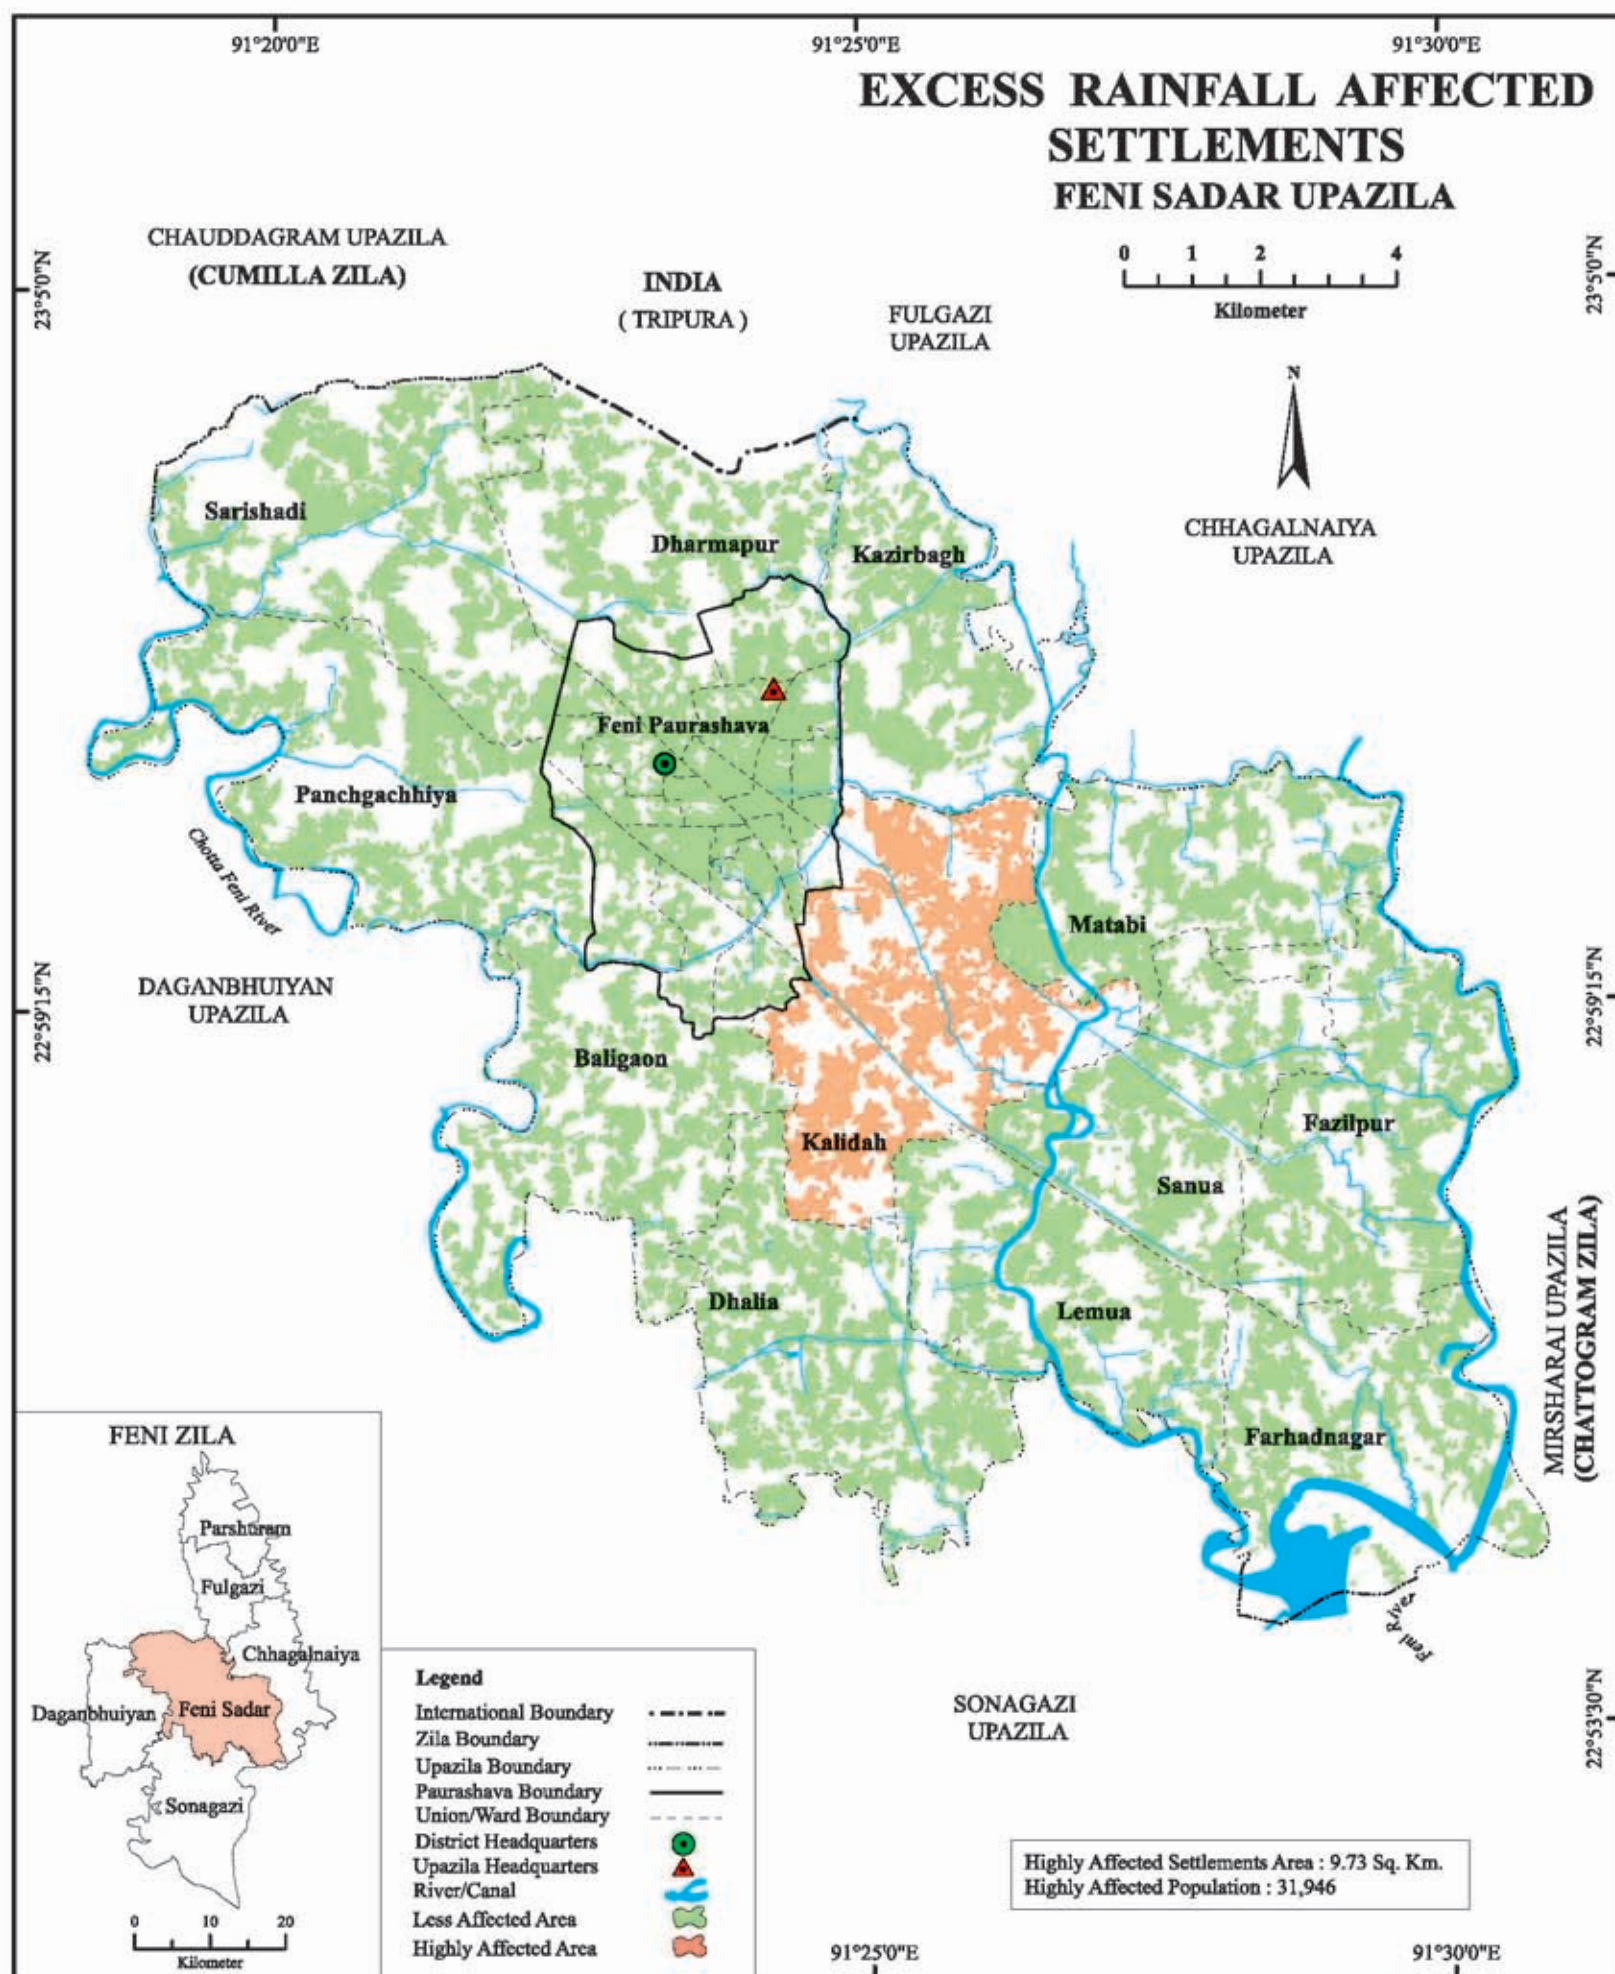 91°20'0"E
91°25'0"E
91°30'0"E
EXCESS RAINFALL AFFECTED
SETTLEMENTS
FENI SADAR UPAZILA
0 1 2 4
Kilometer
CHAUDDAGRAM UPAZILA
(CUMILLA ZILA)
INDIA
( TRIPURA )
FULGAZI
UPAZILA
23°5'0"N
23°5'0"N
N
CHHAGALNAIYA
UPAZILA
Sarishadi
Dharmapur
Kazirbagh
Feni Paurashava
Panchgachhiya
Chotta Feni River
Matabi
DAGANBHUIYAN
UPAZILA
22°59'15"N
22°59'15"N
Baligaon
Kalidah
Fazilpur
Sanua
Dhalia
Lemua
MIRSHARAI UPAZILA
(CHATTOGRAM ZILA)
Farhadnagar
Feni River
SONAGAZI
UPAZILA
22°53'30"N
FENI ZILA
Parshuram
Fulgazi
Chhagalnaiya
Daganbhuiyan
Feni Sadar
Sonagazi
0 10 20
Kilometer
Legend
International Boundary
Zila Boundary
Upazila Boundary
Paurashava Boundary
Union/Ward Boundary
District Headquarters
Upazila Headquarters
River/Canal
Less Affected Area
Highly Affected Area
Highly Affected Settlements Area : 9.73 Sq. Km.
Highly Affected Population : 31,946
91°25'0"E
91°30'0"E